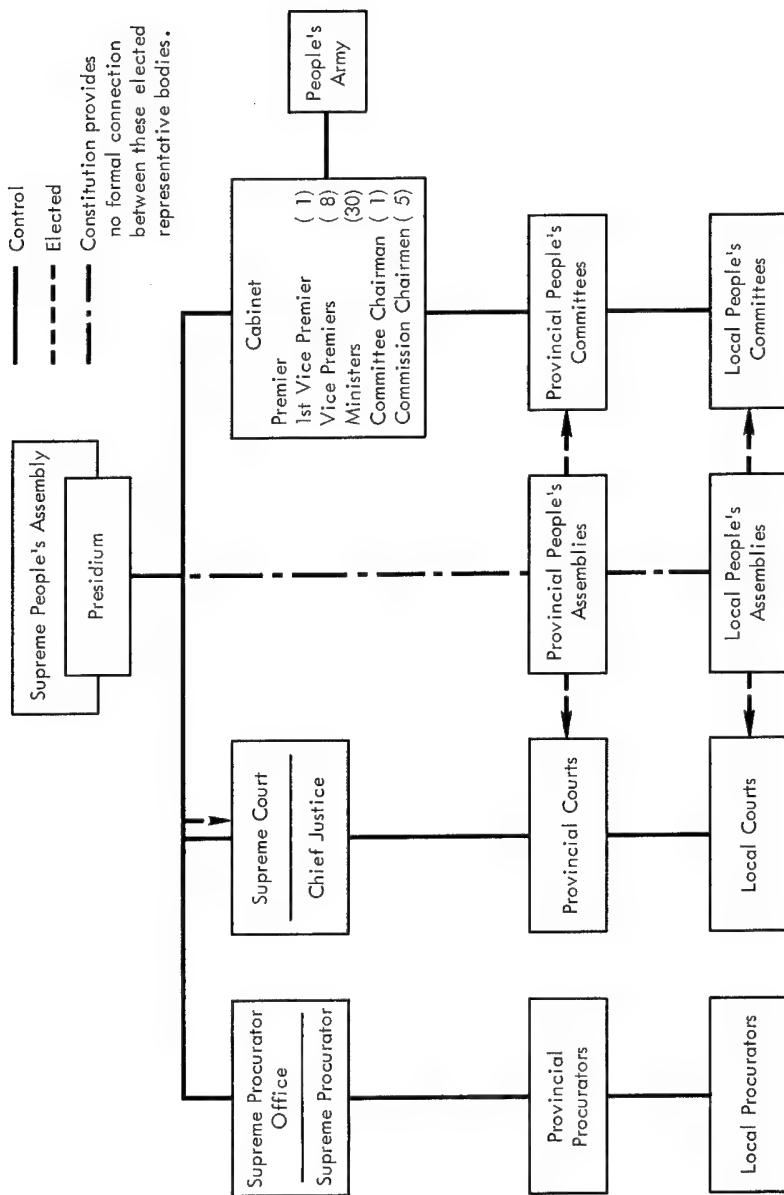 Control
Elected
Constitution provides
no formal connection
between these elected
representative bodies.
Supreme People's Assembly
Presidium
Supreme Procurator
Office
Supreme Procurator
Supreme Court
Chief Justice
Cabinet
Premier
1st Vice Premier ( 1)
Vice Premiers ( 8)
Ministers (30)
Committee Chairman ( 1)
Commission Chairmen ( 5)
People's
Army
Provincial
Procurators
Provincial Courts
Provincial People's
Assemblies
Provincial People's
Committees
Local Procurators
Local Courts
Local People's
Assemblies
Local People's
Committees